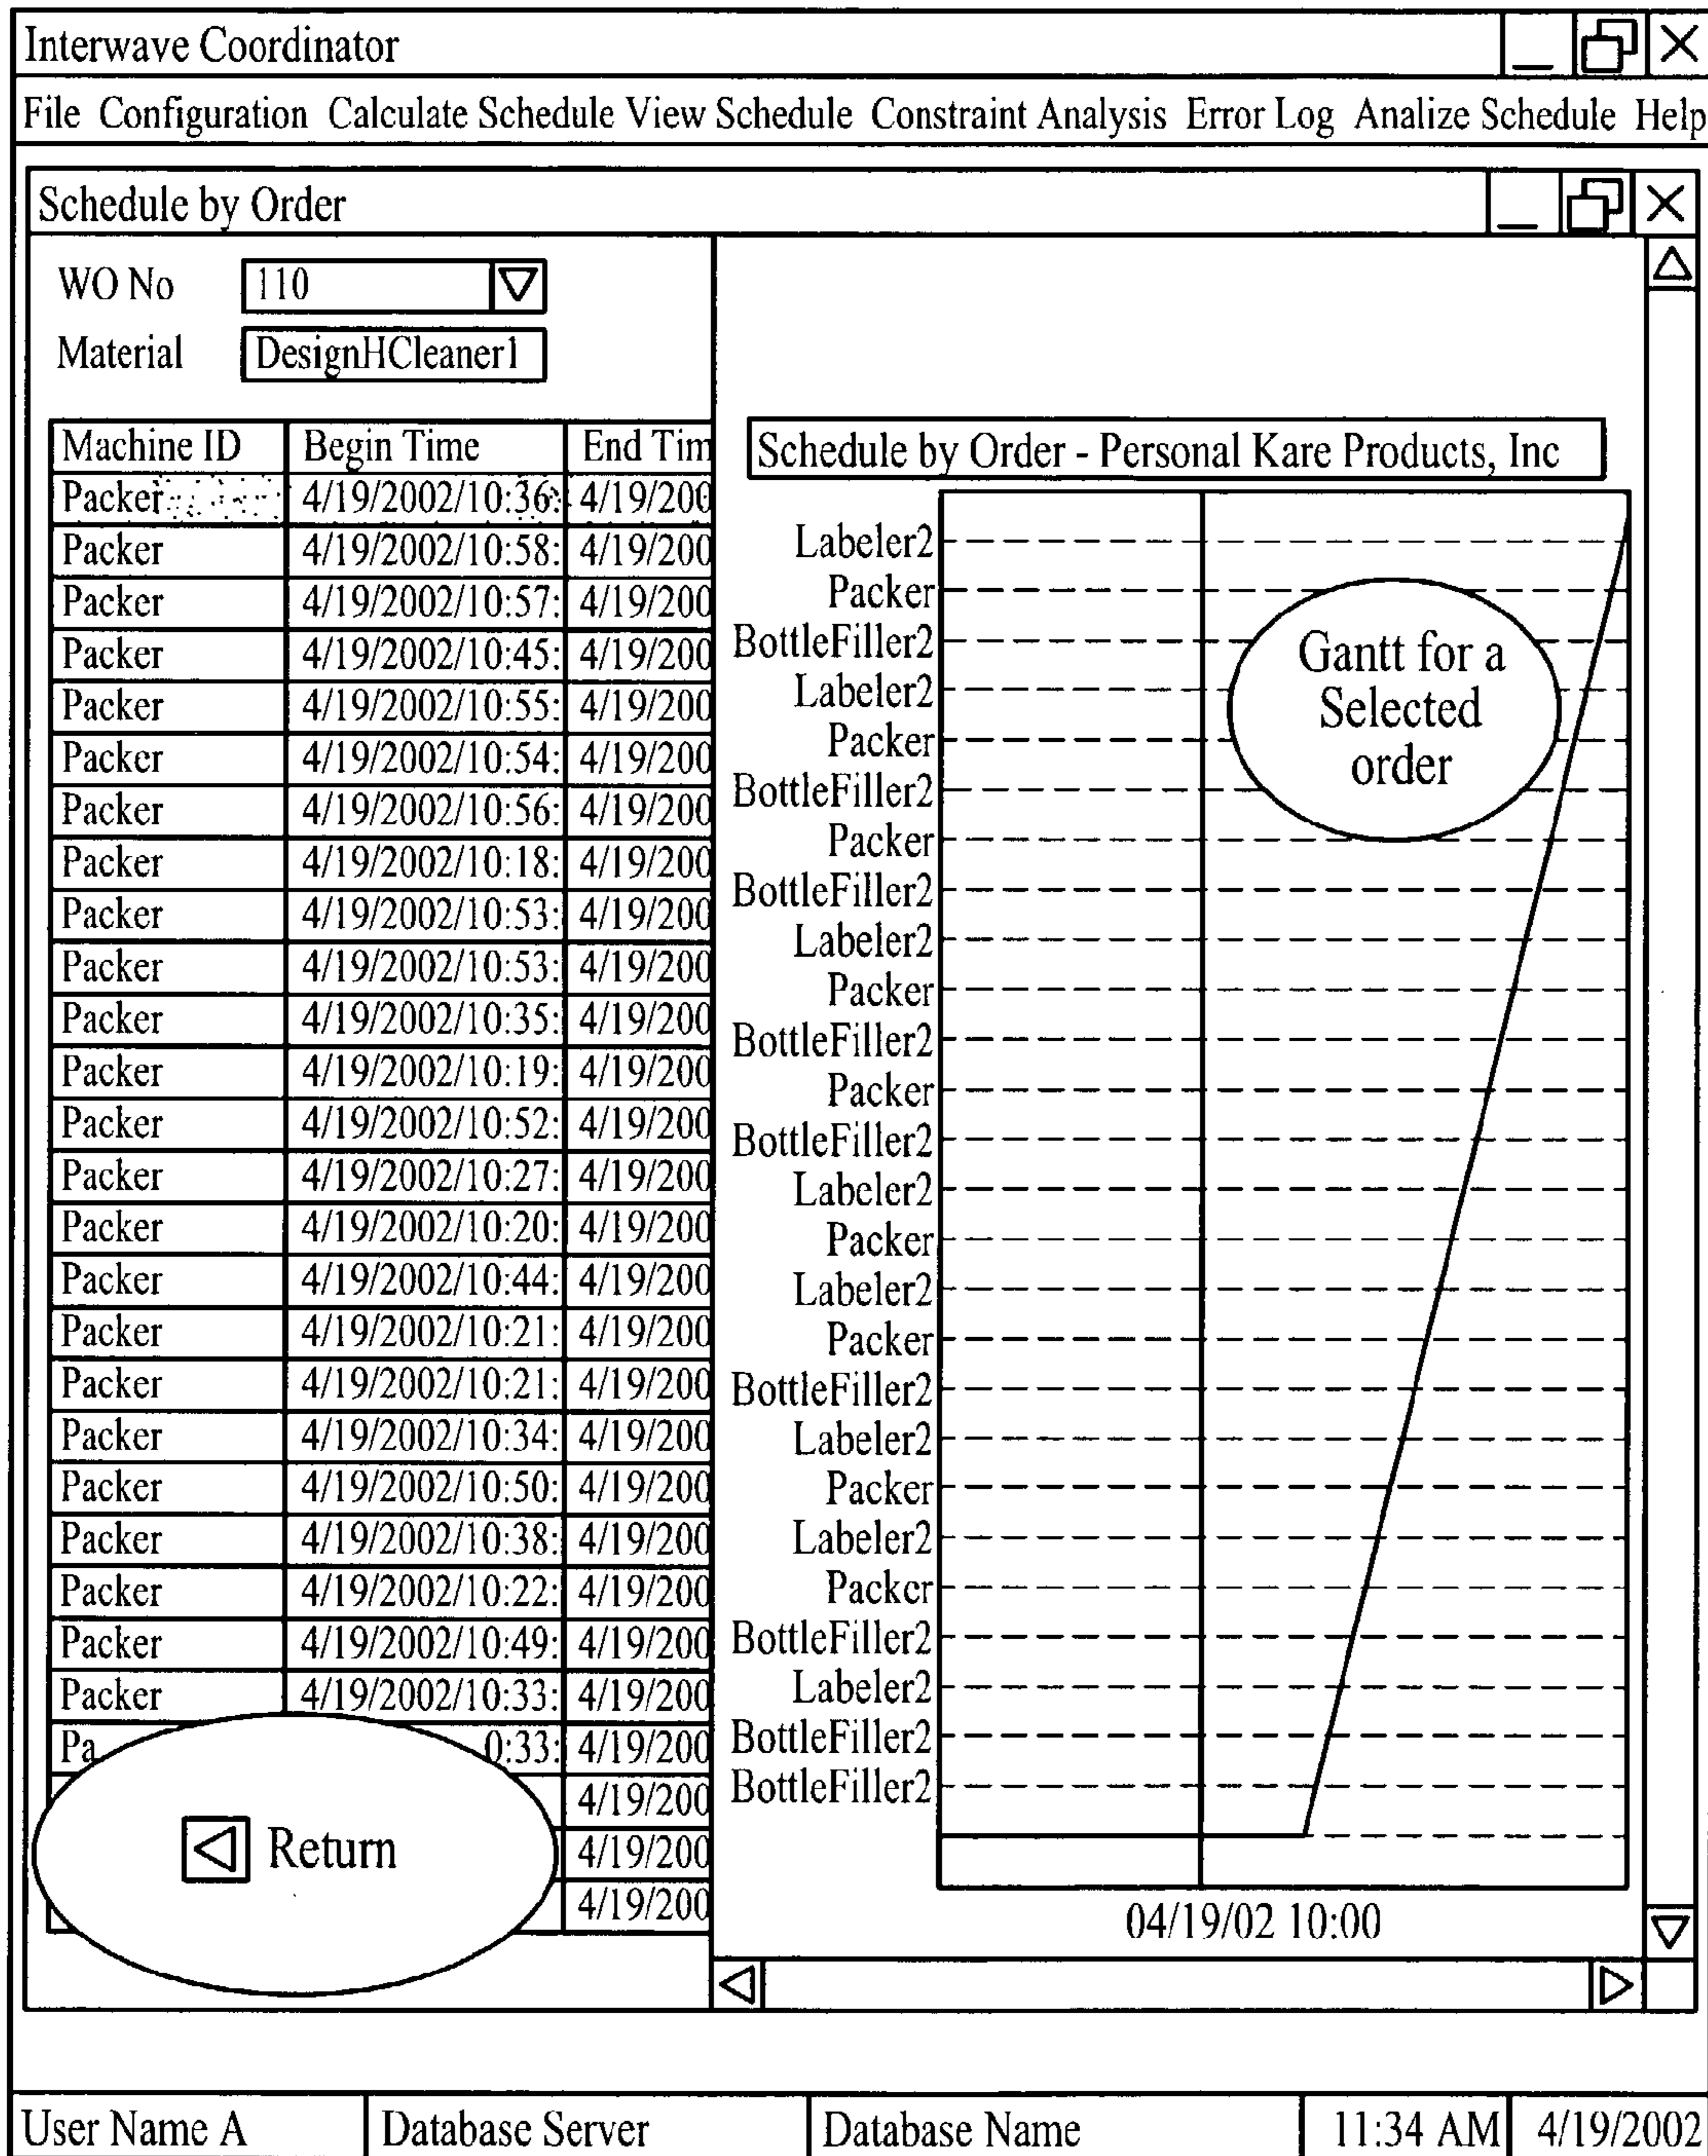 Interwave Coordinator
File Configuration Calculate Schedule View Schedule Constraint Analysis Error Log Analize Schedule Help
Schedule by Order
WO No 110
Material DesignHCleaner1
Machine ID Begin Time End Tim
Packer 4/19/2002/10:36: 4/19/200
Packer 4/19/2002/10:58: 4/19/200
Packer 4/19/2002/10:57: 4/19/200
Packer 4/19/2002/10:45: 4/19/200
Packer 4/19/2002/10:55: 4/19/200
Packer 4/19/2002/10:54: 4/19/200
Packer 4/19/2002/10:56: 4/19/200
Packer 4/19/2002/10:18: 4/19/200
Packer 4/19/2002/10:53: 4/19/200
Packer 4/19/2002/10:53: 4/19/200
Packer 4/19/2002/10:35: 4/19/200
Packer 4/19/2002/10:19: 4/19/200
Packer 4/19/2002/10:52: 4/19/200
Packer 4/19/2002/10:27: 4/19/200
Packer 4/19/2002/10:20: 4/19/200
Packer 4/19/2002/10:44: 4/19/200
Packer 4/19/2002/10:21: 4/19/200
Packer 4/19/2002/10:21: 4/19/200
Packer 4/19/2002/10:34: 4/19/200
Packer 4/19/2002/10:50: 4/19/200
Packer 4/19/2002/10:38: 4/19/200
Packer 4/19/2002/10:22: 4/19/200
Packer 4/19/2002/10:49: 4/19/200
Packer 4/19/2002/10:33: 4/19/200
Pa 0:33: 4/19/200
4/19/200
4/19/200
4/19/200
Return
Schedule by Order - Personal Kare Products, Inc
Labeler2
Packer
BottleFiller2
Labeler2
Packer
BottleFiller2
Packer
BottleFiller2
Labeler2
Packer
BottleFiller2
Packer
BottleFiller2
Labeler2
Packer
Labeler2
Packer
BottleFiller2
Labeler2
Packer
Labeler2
Packer
BottleFiller2
Labeler2
BottleFiller2
BottleFiller2
Gantt for a
Selected
order
04/19/02 10:00
User Name A Database Server Database Name 11:34 AM 4/19/2002